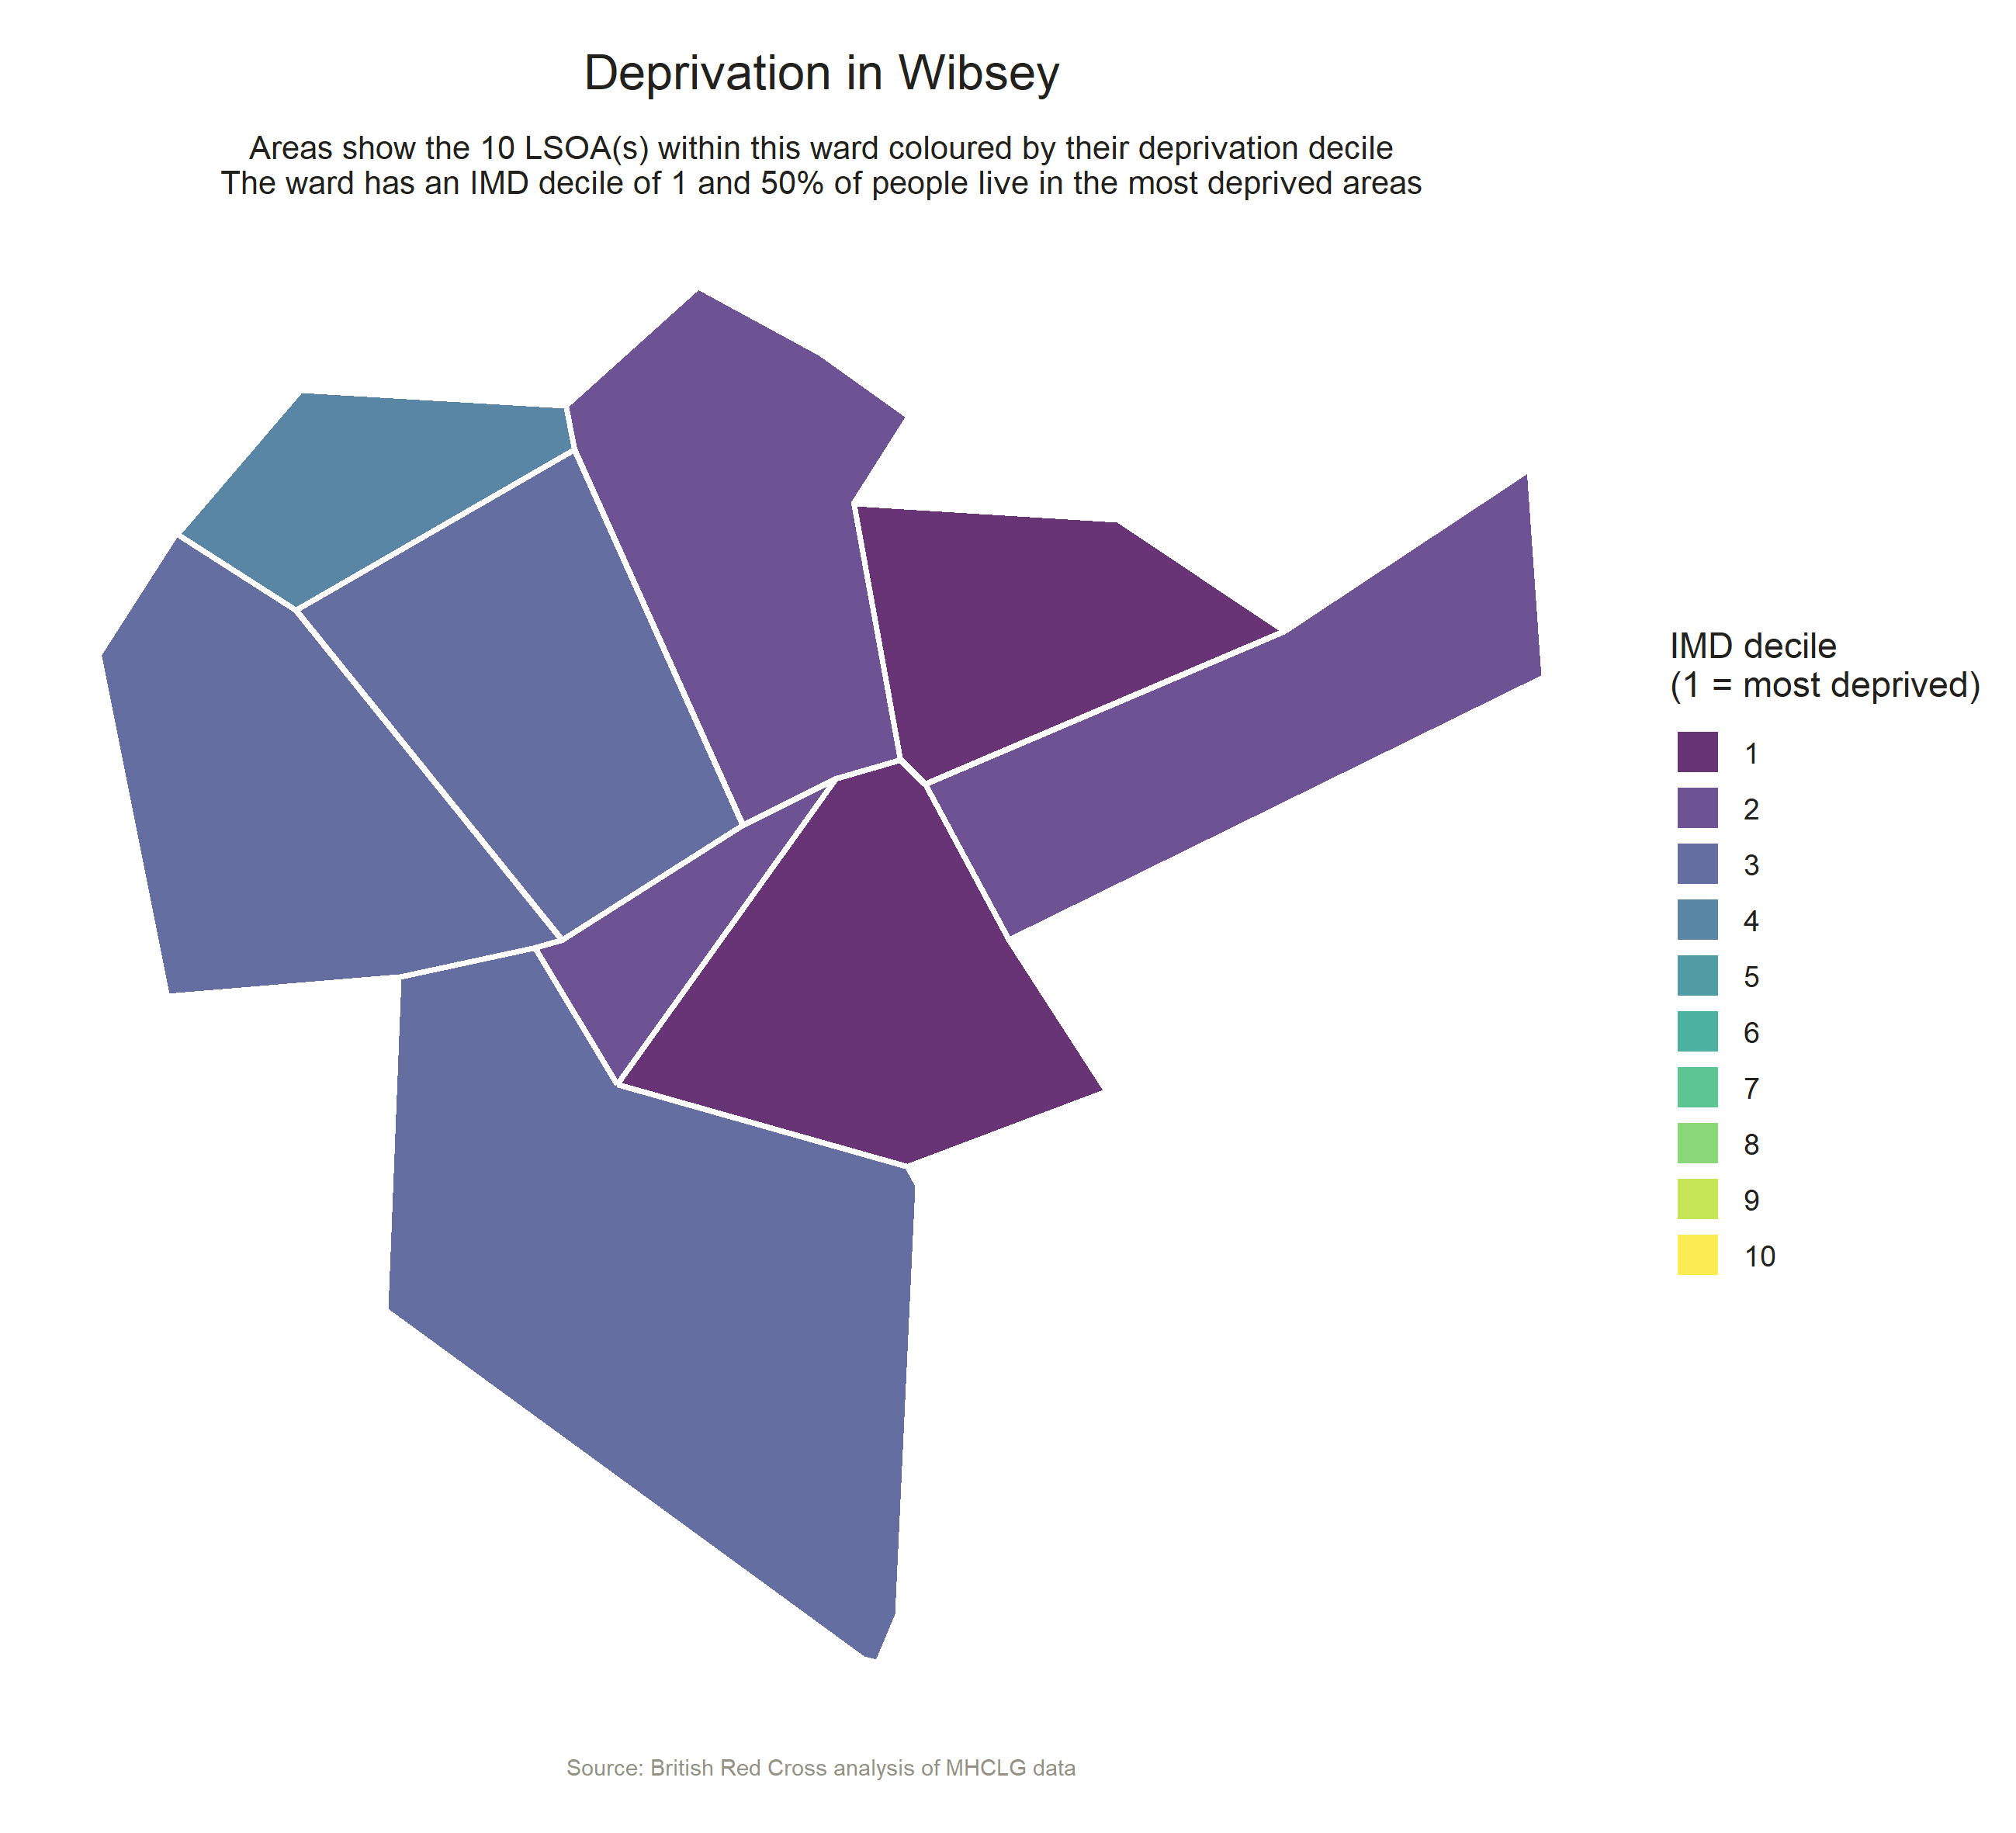 Deprivation in Wibsey
Areas show the 10 LSOA(s) within this ward coloured by their deprivation decile
The ward has an IMD decile of 1 and 50% of people live in the most deprived areas
IMD decile
(1 = most deprived)
1
2
3
4
5
6
7
8
9
10
Source: British Red Cross analysis of MHCLG data